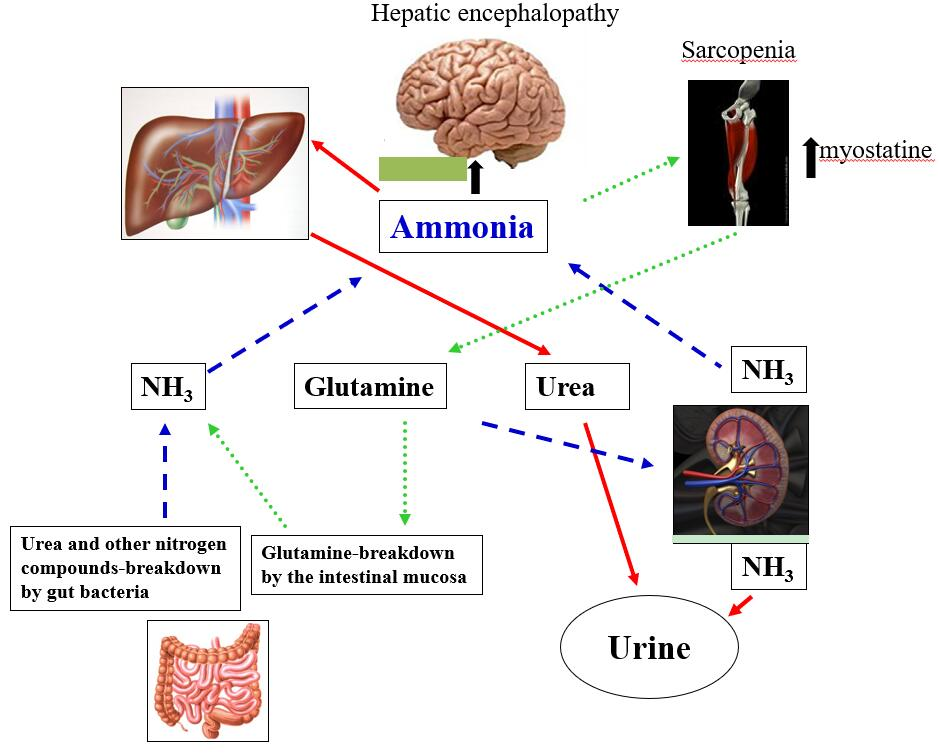 Hepatic encephalopathy
Sarcopenia
myostatine
Ammonia
NH3
Glutamine
Urea
NH3
Urea and other nitrogen
compounds-breakdown
by gut bacteria
Glutamine-breakdown
by the intestinal mucosa
NH3
Urine